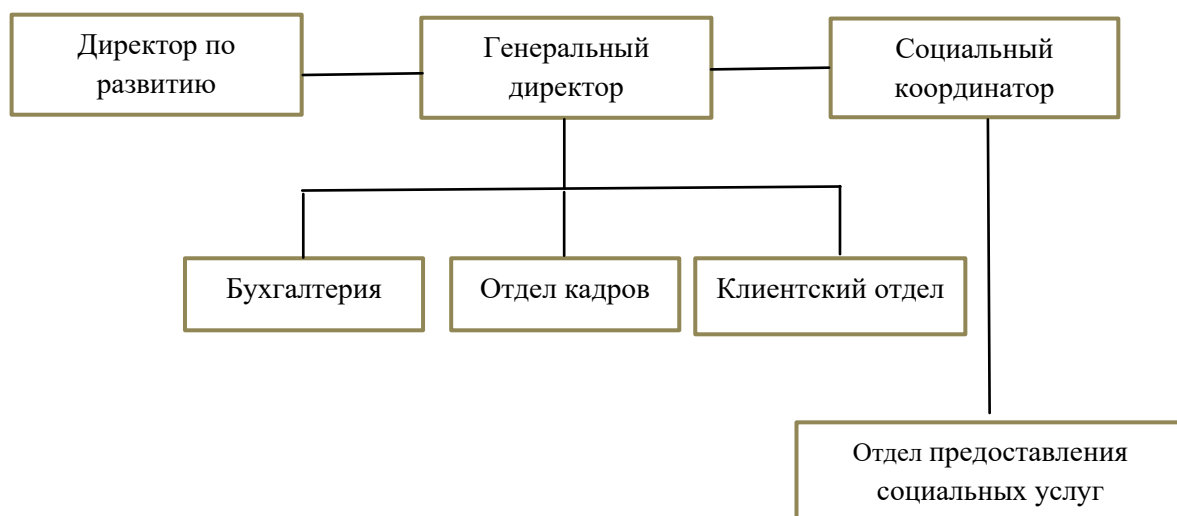 Директор по
развитию
Генеральный
директор
Социальный
координатор
Бухгалтерия
Отдел кадров
Клиентский отдел
Отдел предоставления
социальных услуг